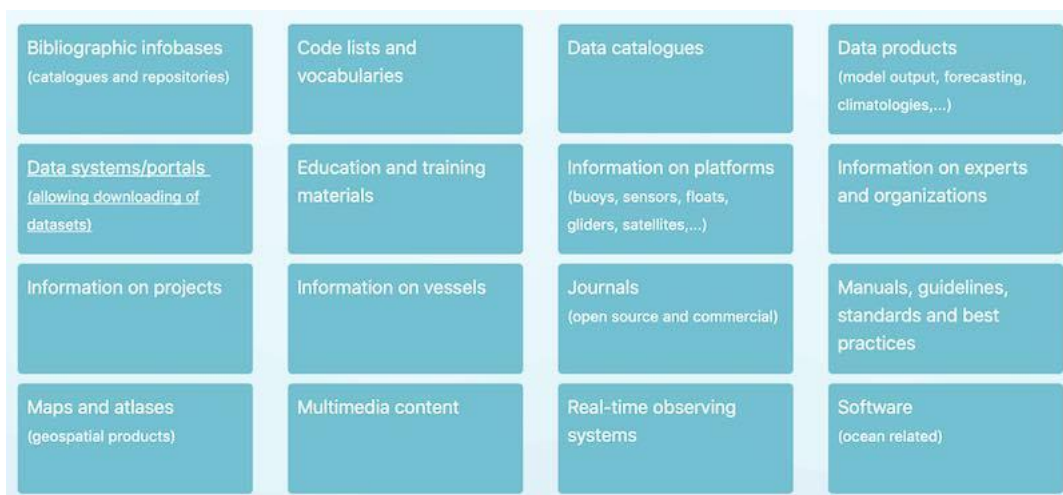 Bibliographic infobases
(catalogues and repositories)
Code lists and
vocabularies
Data catalogues
Data products
(model output, forecasting,
climatologies,...)
Data systems/portals
(allowing downloading of
datasets)
Education and training
materials
Information on platforms
(buoys, sensors, floats,
gliders, satellites,...)
Information on experts
and organizations
Information on projects
Information on vessels
Journals
(open source and commercial)
Manuals, guidelines,
standards and best
practices
Maps and atlases
(geospatial products)
Multimedia content
Real-time observing
systems
Software
(ocean related)